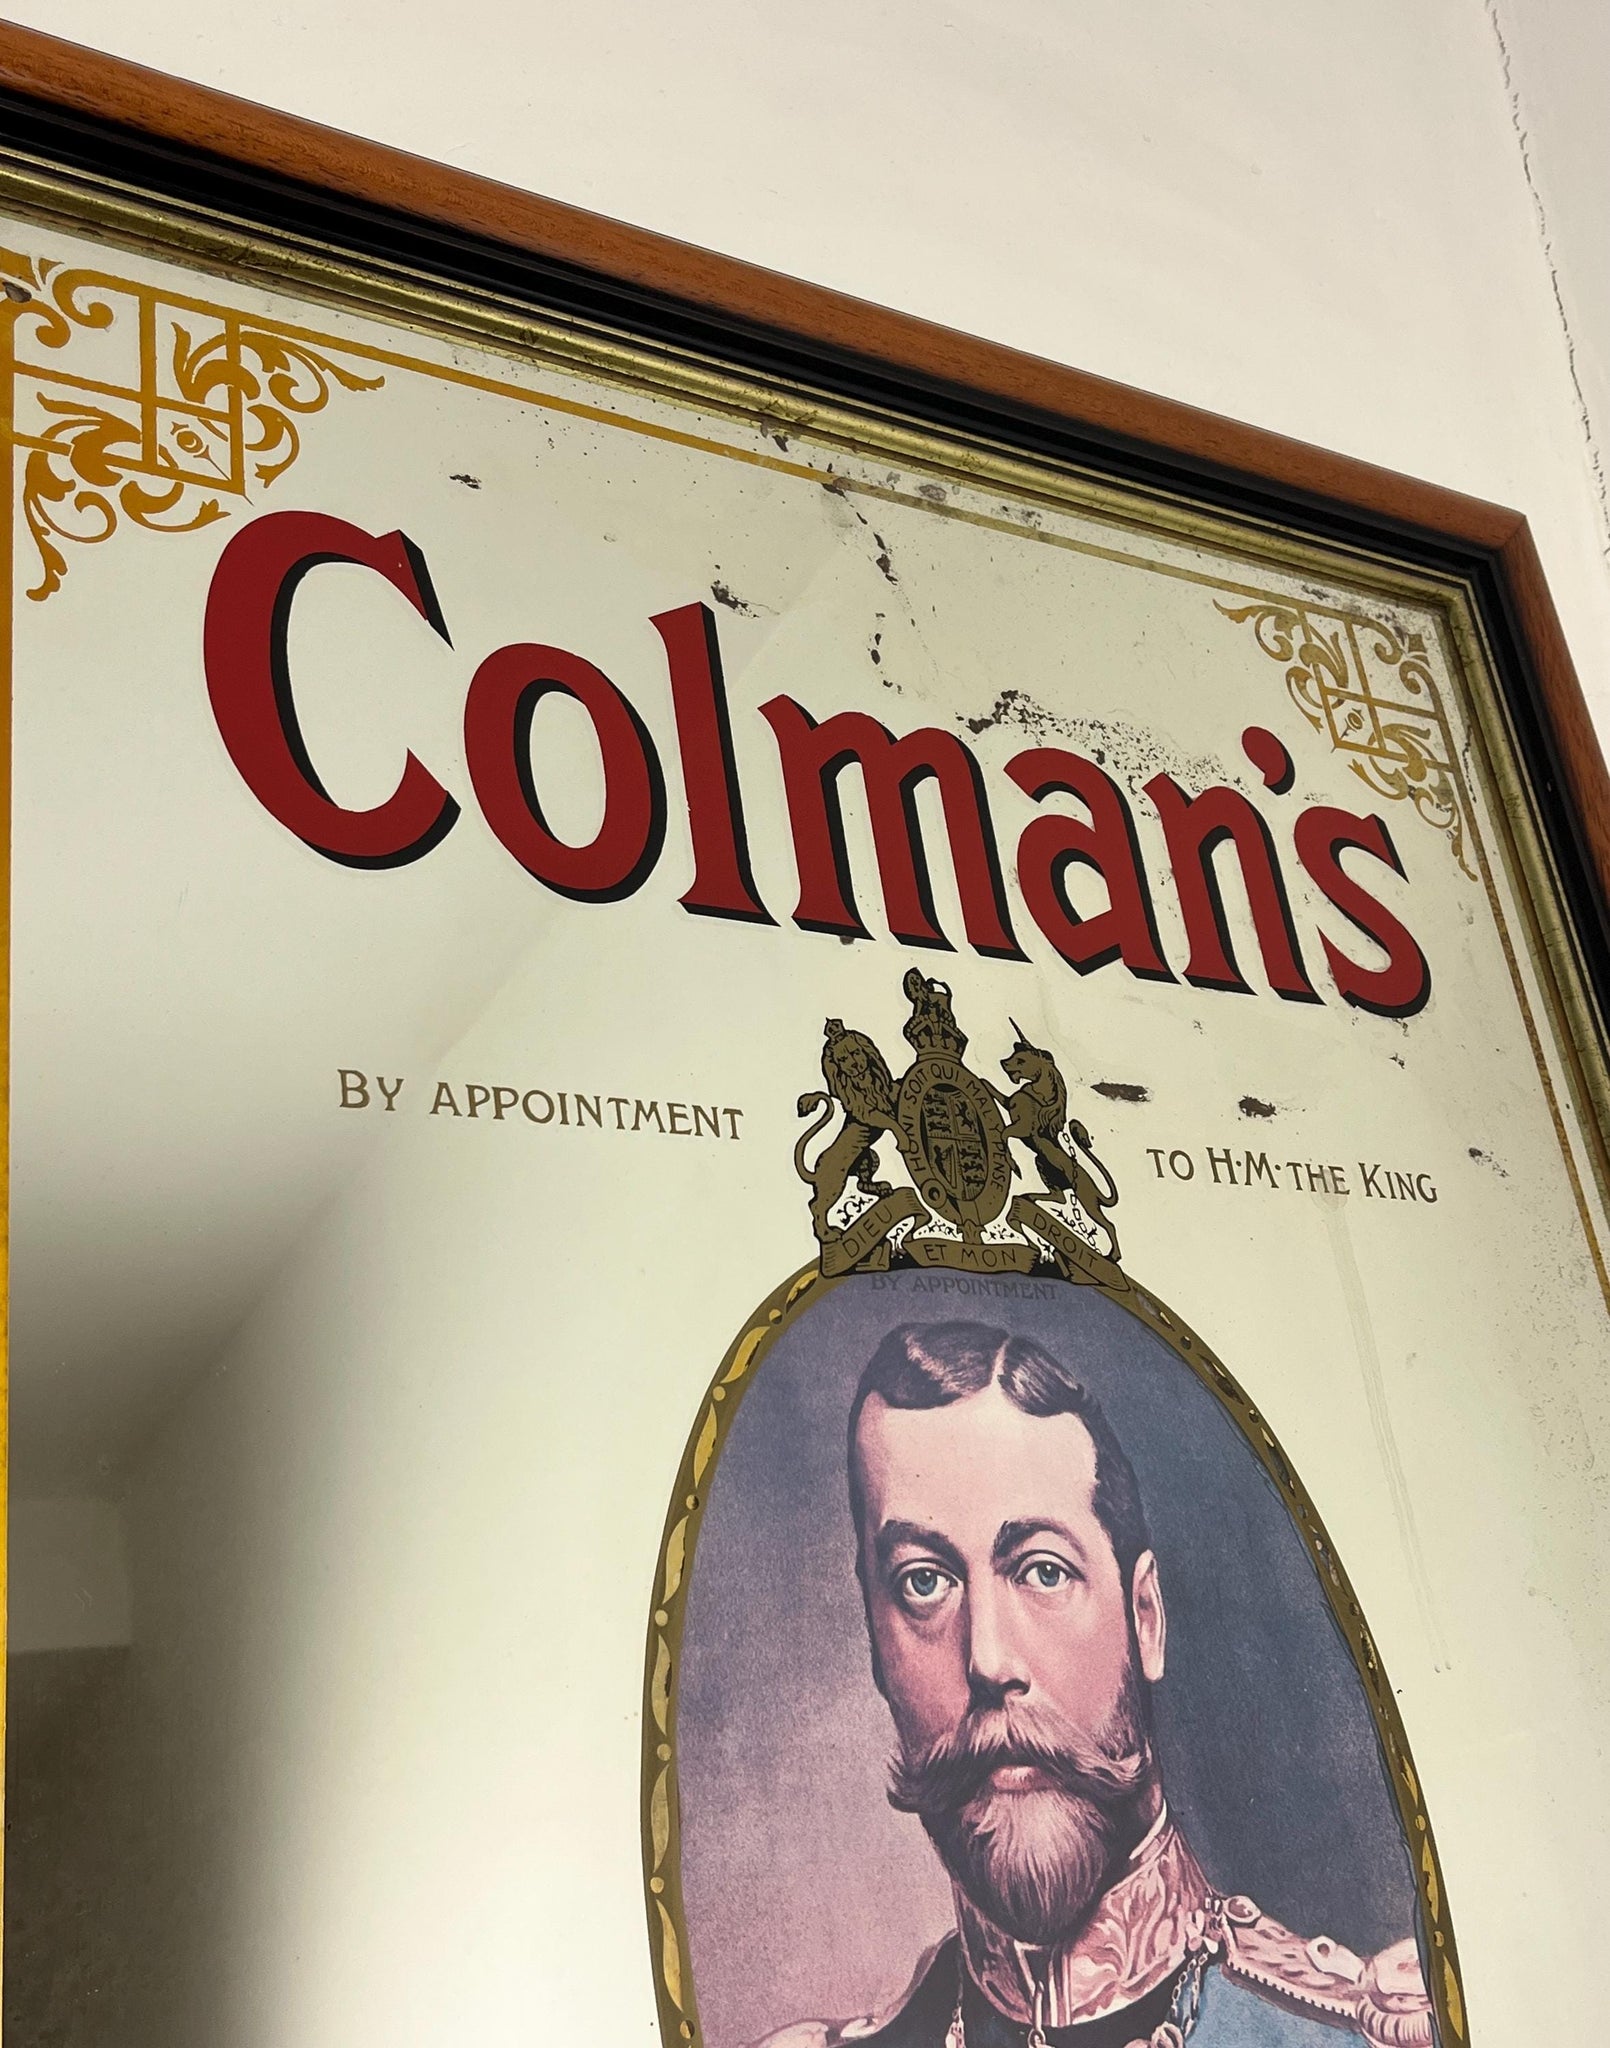 Colman's
BY APPOINTMENT TO H·M·THE KING
HONI SOIT QUI MAL Y PENSE
DIEU ET MON DROIT
BY APPOINTMENT